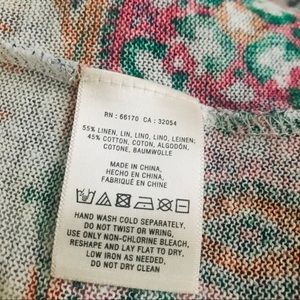 RN : 66170 CA : 32054
55% LINEN, LIN, LINO, LINO, LEINEN;
45% COTTON, COTON, ALGODÓN,
COTONE, BAUMWOLLE
MADE IN CHINA,
HECHO EN CHINA,
FABRIQUÉ EN CHINE
HAND WASH COLD SEPARATELY,
DO NOT TWIST OR WRING,
USE ONLY NON-CHLORINE BLEACH,
RESHAPE AND LAY FLAT TO DRY.
LOW IRON AS NEEDED,
DO NOT DRY CLEAN